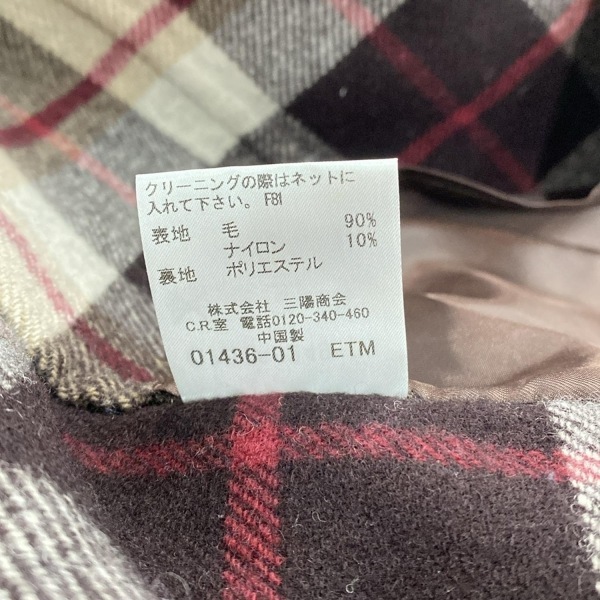 クリーニングの際はネットに
入れて下さい。 F81
表地 毛 90%
ナイロン 10%
裏地 ポリエステル
株式会社 三陽商会
C.R室 電話0120-340-460
中国製
01436-01 ETM